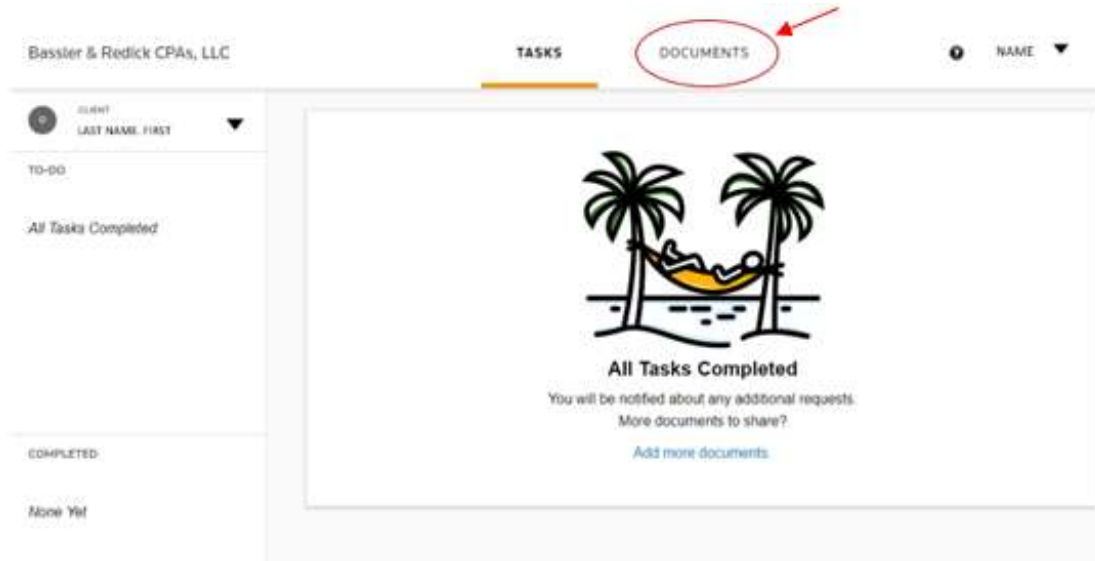 Bassler & Redick CPAs, LLC
TASKS
DOCUMENTS
NAME
CLIENT
LAST NAME, FIRST
TO-DO
All Tasks Completed
All Tasks Completed
You will be notified about any additional requests.
More documents to share?
Add more documents.
COMPLETED
None Yet